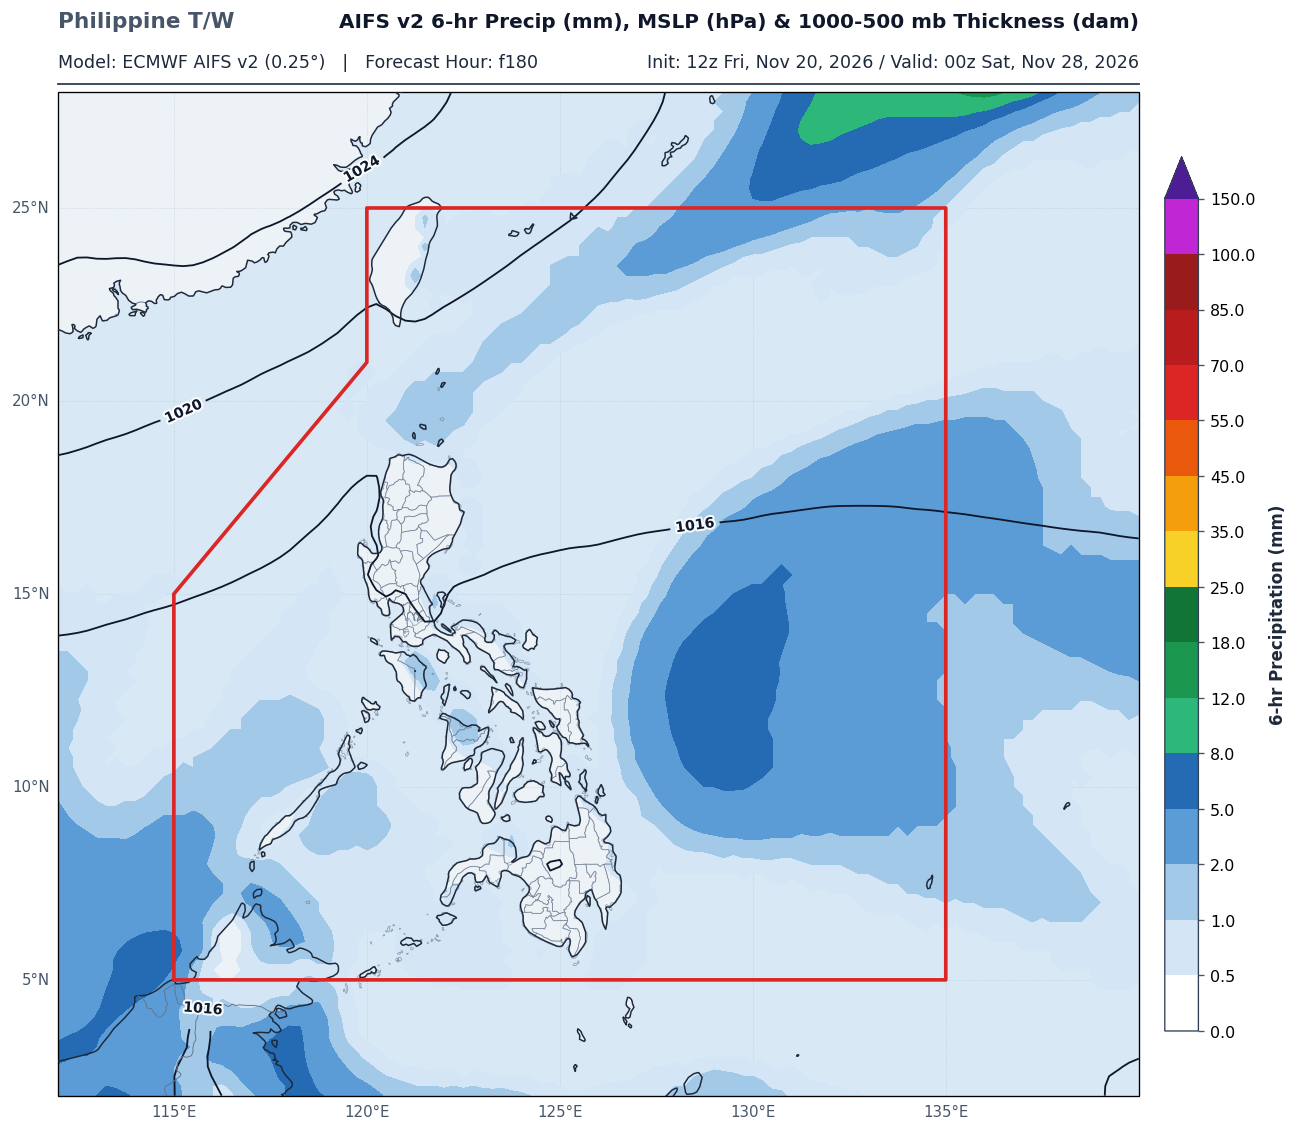 Philippine T/W
AIFS v2 6-hr Precip (mm), MSLP (hPa) & 1000-500 mb Thickness (dam)
Model: ECMWF AIFS v2 (0.25°) | Forecast Hour: f180
Init: 12z Fri, Nov 20, 2026 / Valid: 00z Sat, Nov 28, 2026
1024
25°N
1020
20°N
1016
15°N
10°N
5°N
1016
115°E
120°E
125°E
130°E
135°E
150.0
100.0
85.0
70.0
55.0
45.0
35.0
25.0
18.0
12.0
8.0
5.0
2.0
1.0
0.5
0.0
6-hr Precipitation (mm)